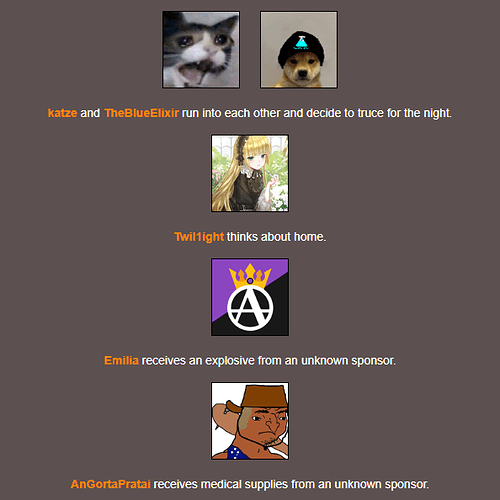 katze and TheBlueElixir run into each other and decide to truce for the night.
Twil1ight thinks about home.
Emilia receives an explosive from an unknown sponsor.
AnGortaPratai receives medical supplies from an unknown sponsor.